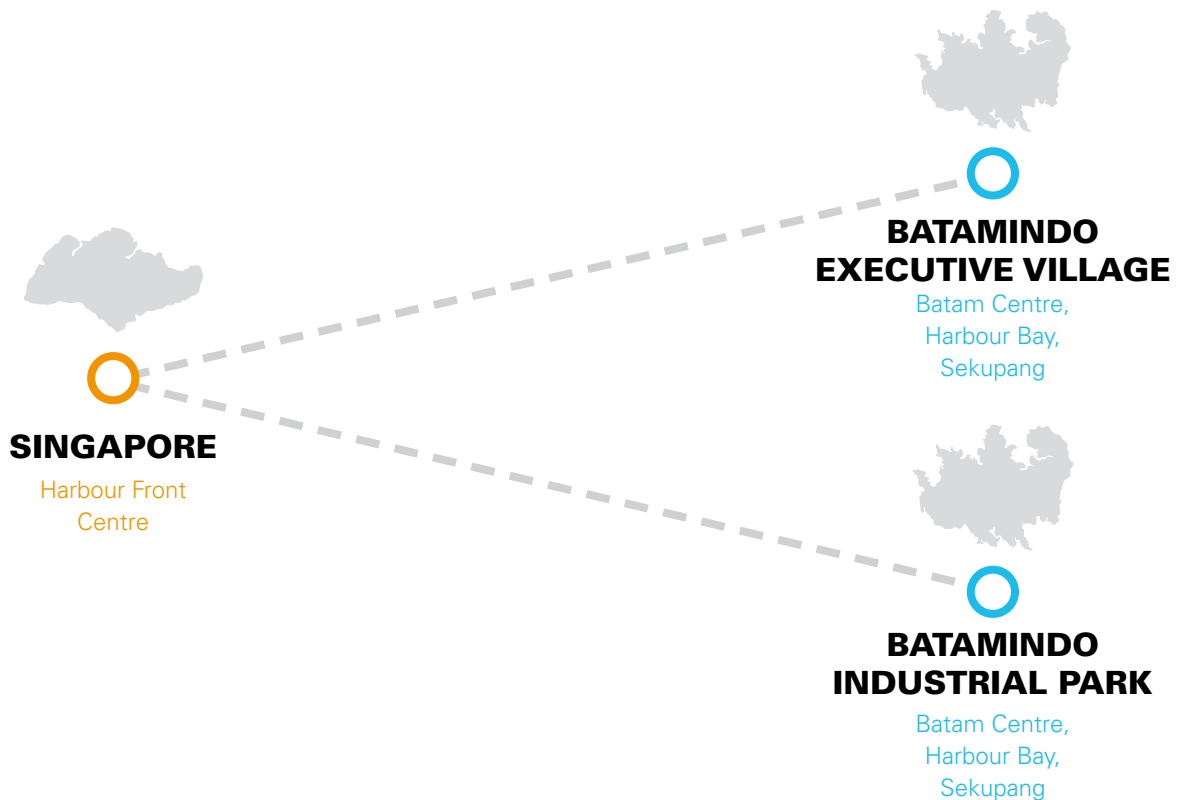 SINGAPORE
Harbour Front
Centre
BATAMINDO
EXECUTIVE VILLAGE
Batam Centre,
Harbour Bay,
Sekupang
BATAMINDO
INDUSTRIAL PARK
Batam Centre,
Harbour Bay,
Sekupang